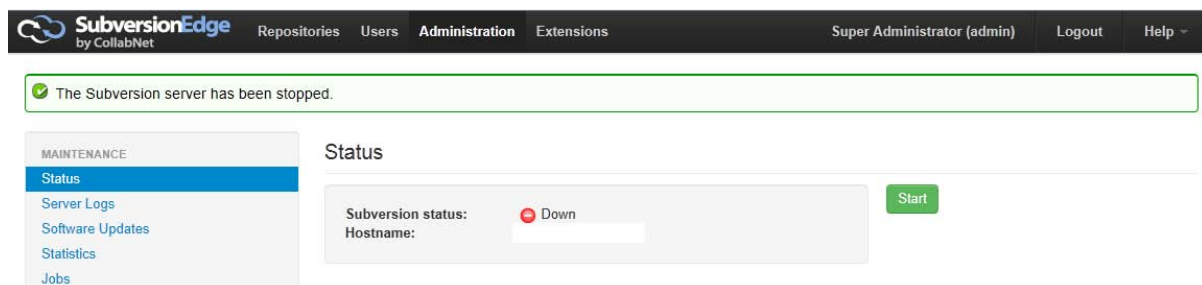 SubversionEdge
by CollabNet
Repositories Users Administration Extensions Super Administrator (admin) Logout Help
The Subversion server has been stopped.
MAINTENANCE
Status
Server Logs
Software Updates
Statistics
Jobs
Status
Subversion status: Down
Hostname:
Start